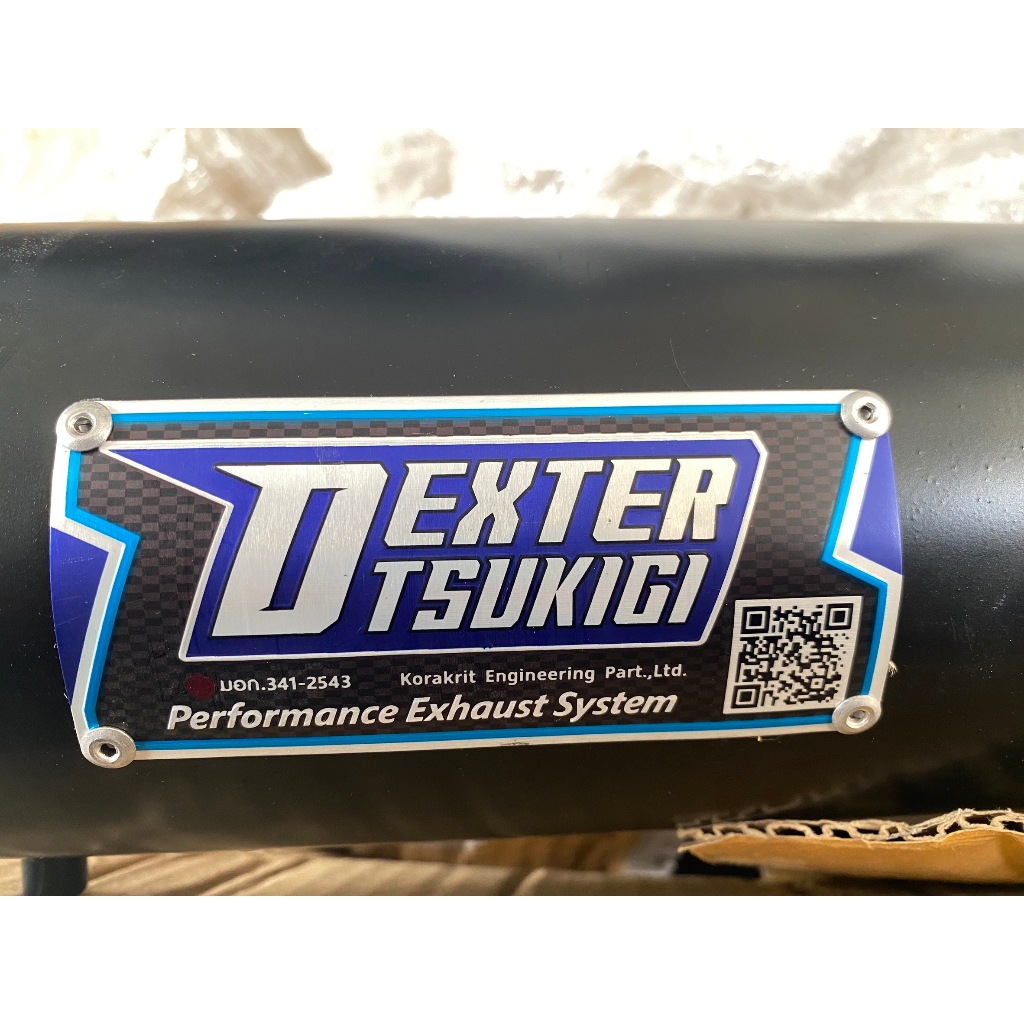 DEXTER
TSUKIGI
มอก.341-2543 Korakrit Engineering Part.,Ltd.
Performance Exhaust System